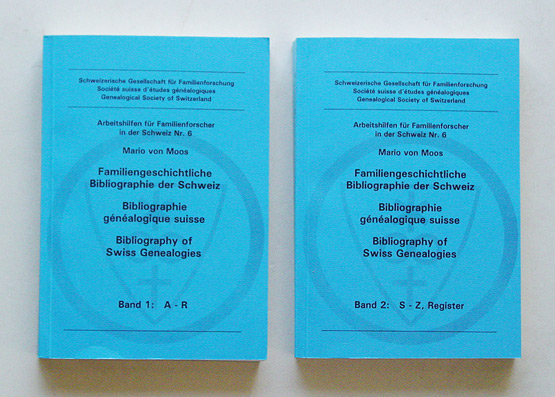 Schweizerische Gesellschaft für Familienforschung
Société suisse d'études généalogiques
Genealogical Society of Switzerland
Arbeitshilfen für Familienforscher
in der Schweiz Nr. 6
Mario von Moos
Familiengeschichtliche
Bibliographie der Schweiz
Bibliographie
généalogique suisse
Bibliography of
Swiss Genealogies
Band 1: A - R
Schweizerische Gesellschaft für Familienforschung
Société suisse d'études généalogiques
Genealogical Society of Switzerland
Arbeitshilfen für Familienforscher
in der Schweiz Nr. 6
Mario von Moos
Familiengeschichtliche
Bibliographie der Schweiz
Bibliographie
généalogique suisse
Bibliography of
Swiss Genealogies
Band 2: S - Z, Register